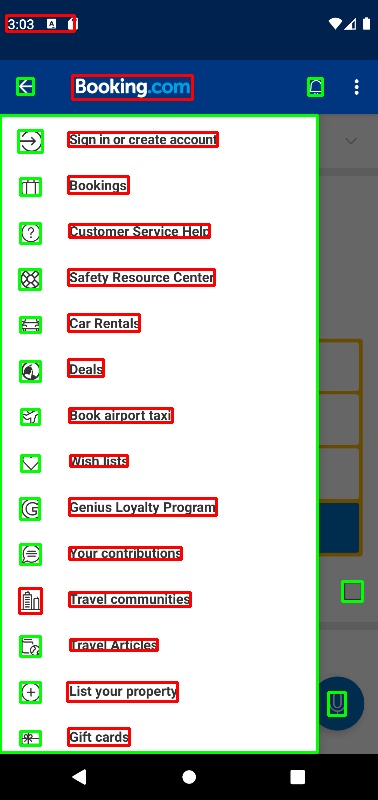 3:03
Booking.com
Sign in or create account
Bookings
Customer Service Help
Safety Resource Center
Car Rentals
Deals
Book airport taxi
Wish lists
Genius Loyalty Program
Your contributions
Travel communities
Travel Articles
List your property
Gift cards